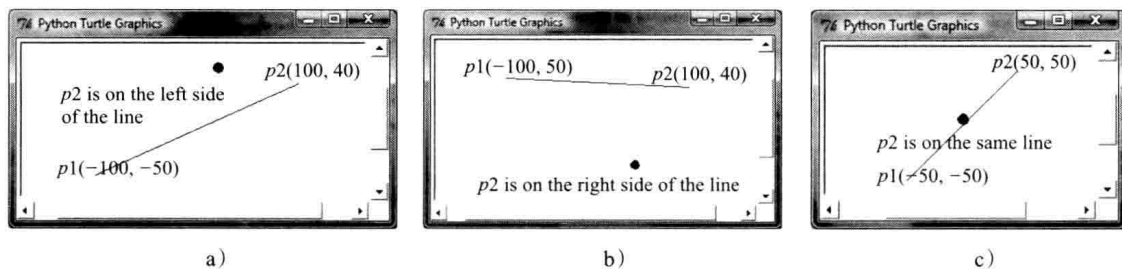 Python Turtle Graphics
p2(100, 40)
p2 is on the left side
of the line
p1(−100, −50)
a)
Python Turtle Graphics
p1(−100, 50)
p2(100, 40)
p2 is on the right side of the line
b)
Python Turtle Graphics
p2(50, 50)
p2 is on the same line
p1(−50, −50)
c)